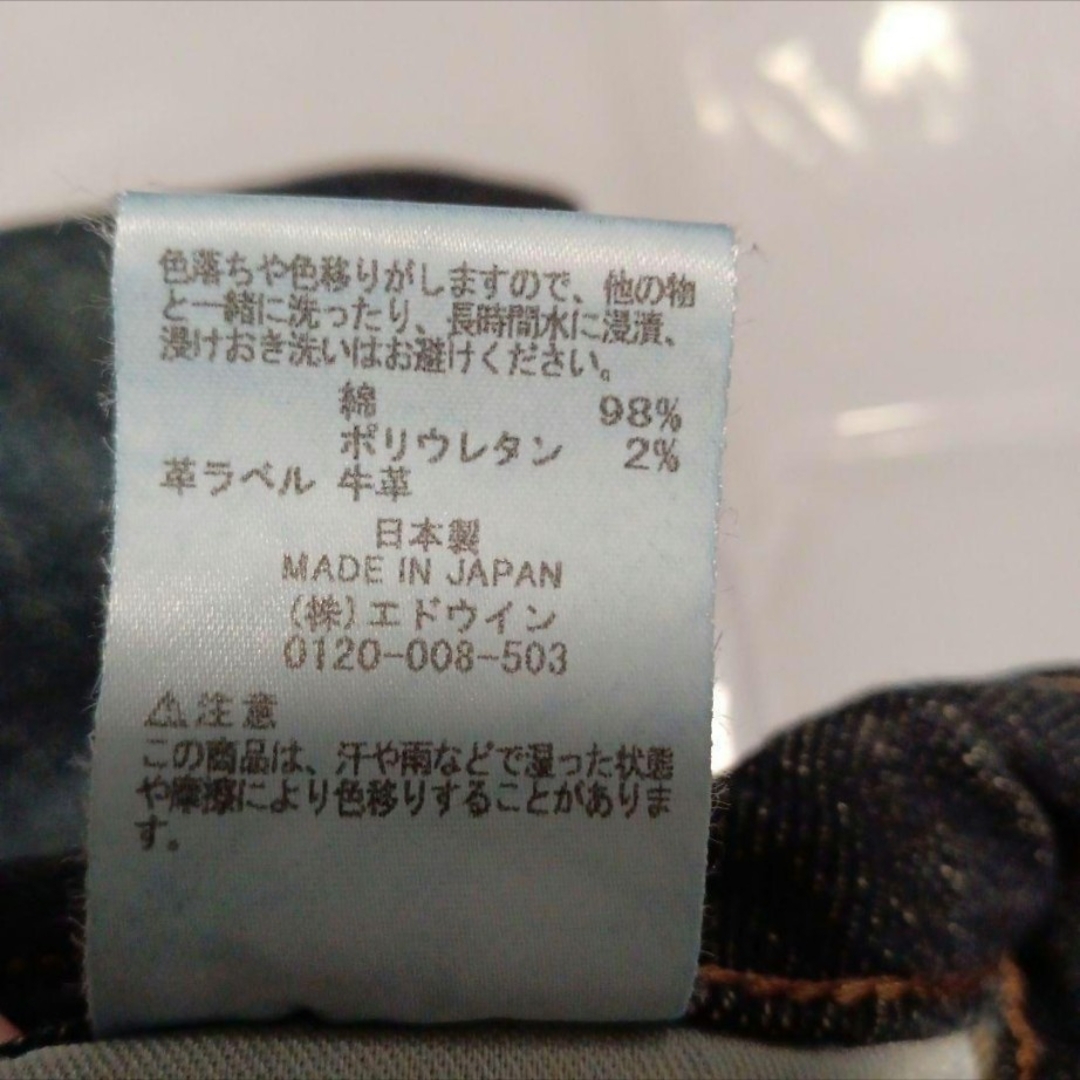 色落ちや色移りがしますので、他の物
と一緒に洗ったり、長時間水に浸漬、
浸けおき洗いはお避けください。
綿 98%
ポリウレタン 2%
革ラベル 牛革
日本製
MADE IN JAPAN
(株)エドウイン
0120-008-503
⚠注意
この商品は、汗や雨などで湿った状態
や摩擦により色移りすることがありま
す。